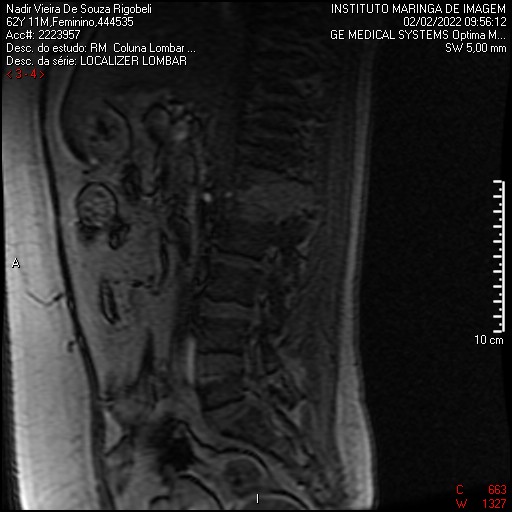 Nadir Vieira De Souza Rigobeli
62Y 11M,Feminino,444535
Acc#: 2223957
Desc. do estudo: RM Coluna Lombar ...
Desc. da série: LOCALIZER LOMBAR
< 3 - 4 >
INSTITUTO MARINGA DE IMAGEM
02/02/2022 09:56:12
GE MEDICAL SYSTEMS Optima M...
SW 5,00 mm
A
10 cm
I
C 663
W 1327